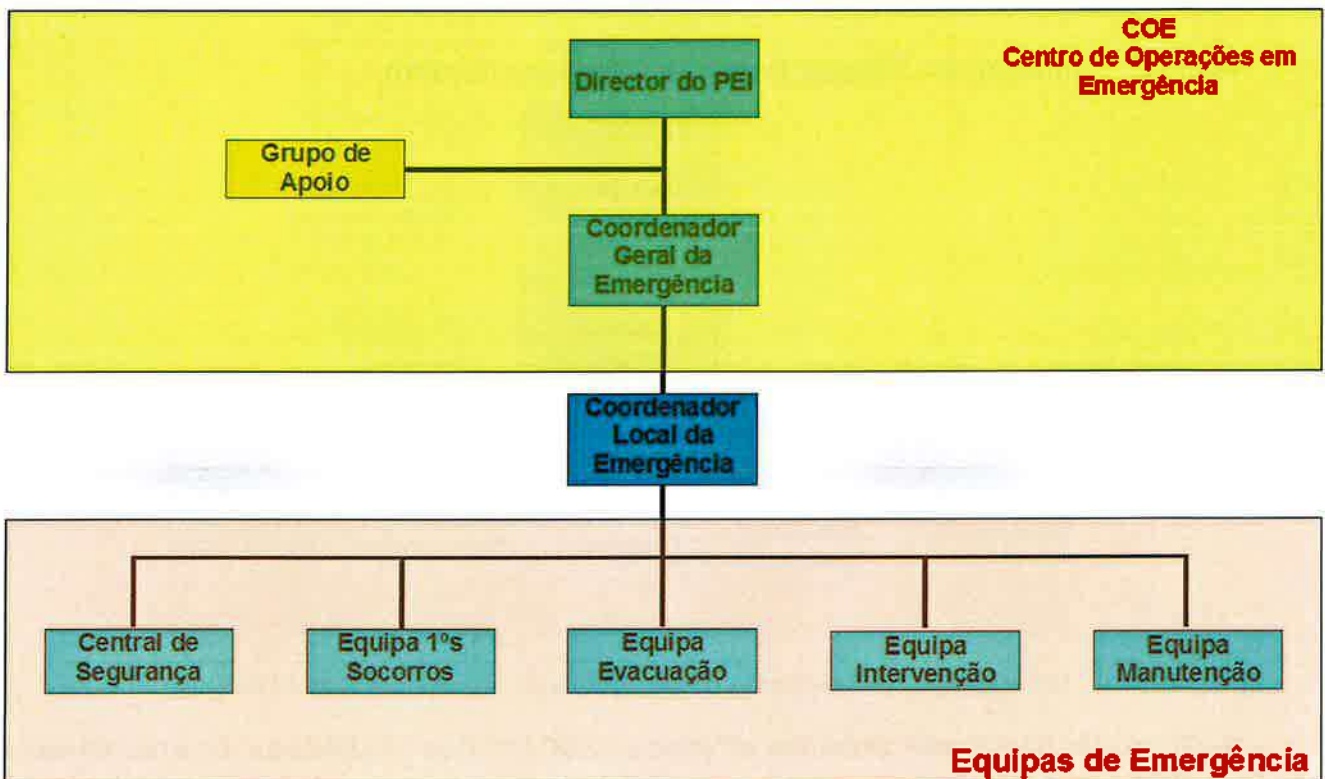 COE
Centro de Operações em
Emergência
Director do PEI
Grupo de
Apoio
Coordenador
Geral da
Emergência
Coordenador
Local da
Emergência
Central de
Segurança
Equipa 1ºs
Socorros
Equipa
Evacuação
Equipa
Intervenção
Equipa
Manutenção
Equipas de Emergência